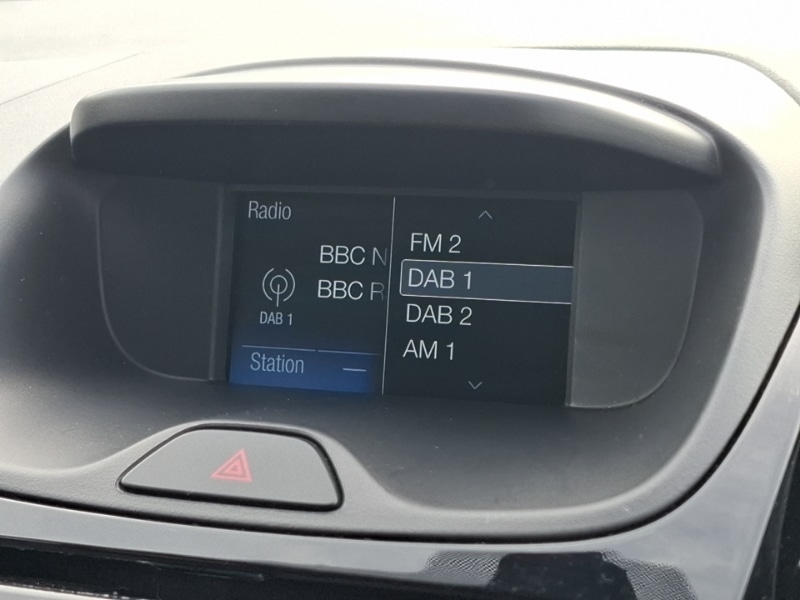 Radio
BBC N
BBC R
DAB 1
Station
FM 2
DAB 1
DAB 2
AM 1